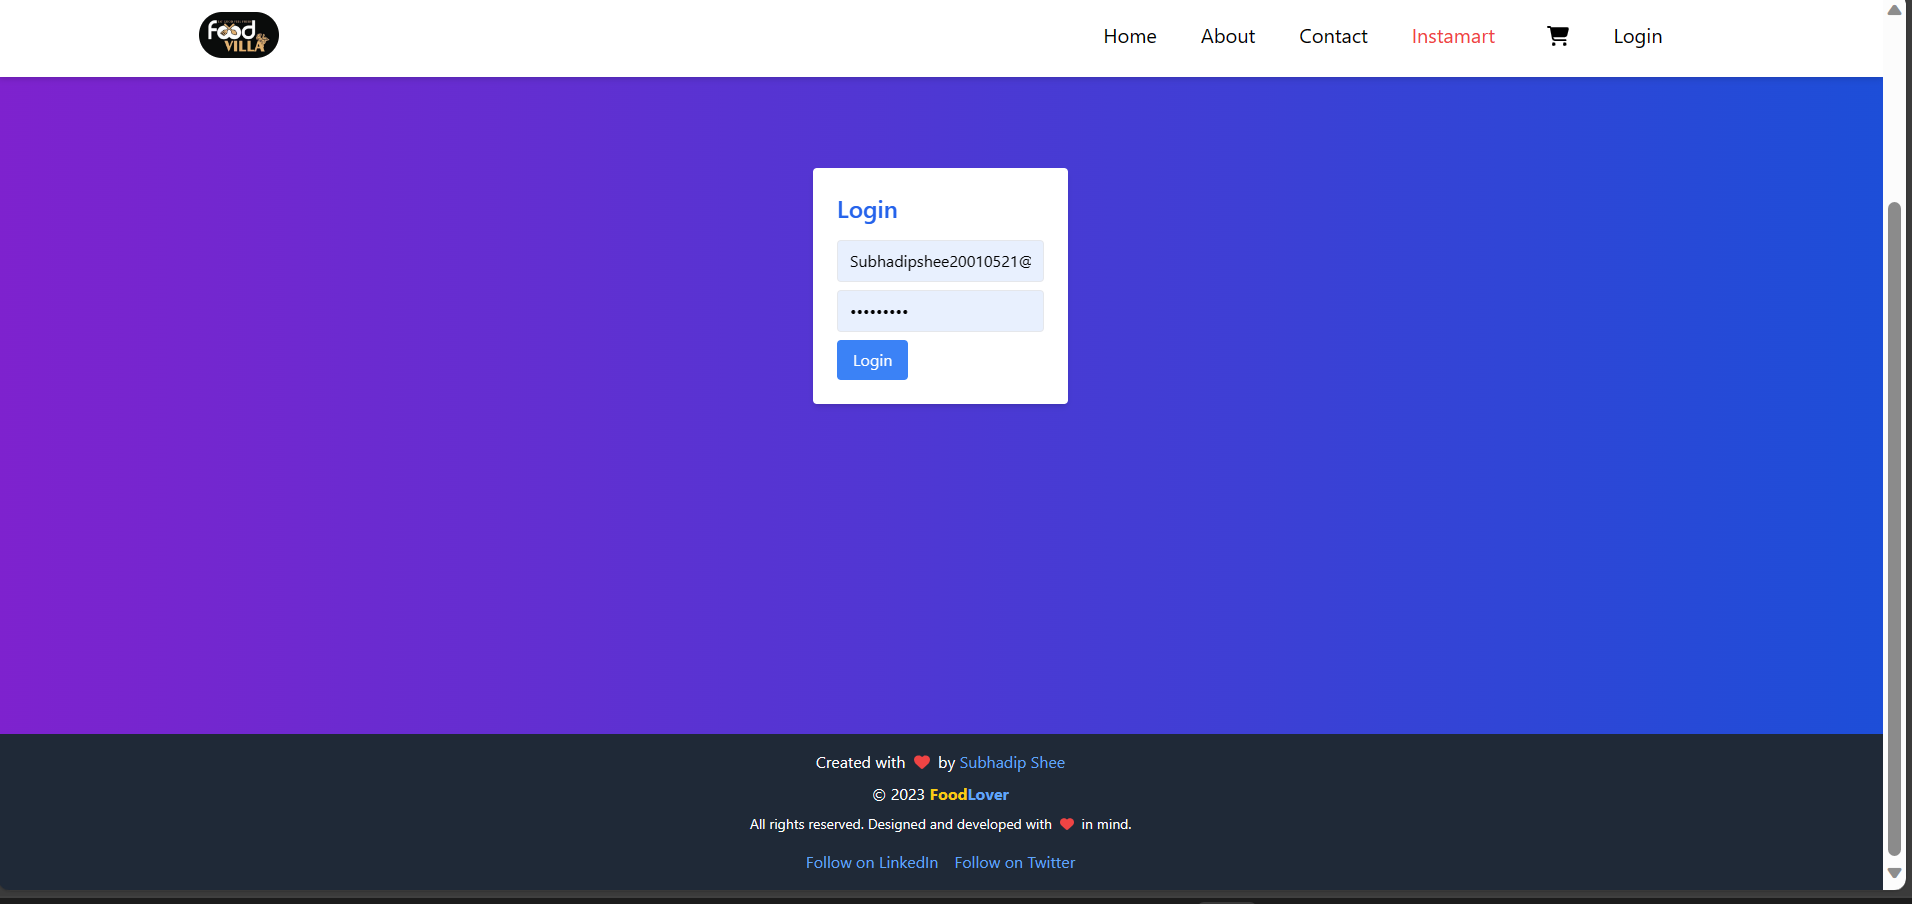 Food
VILLA
Home About Contact Instamart Login
Login
Subhadipshee20010521@
•••••••••
Login
Created with ❤ by Subhadip Shee
© 2023 FoodLover
All rights reserved. Designed and developed with ❤ in mind.
Follow on LinkedIn Follow on Twitter